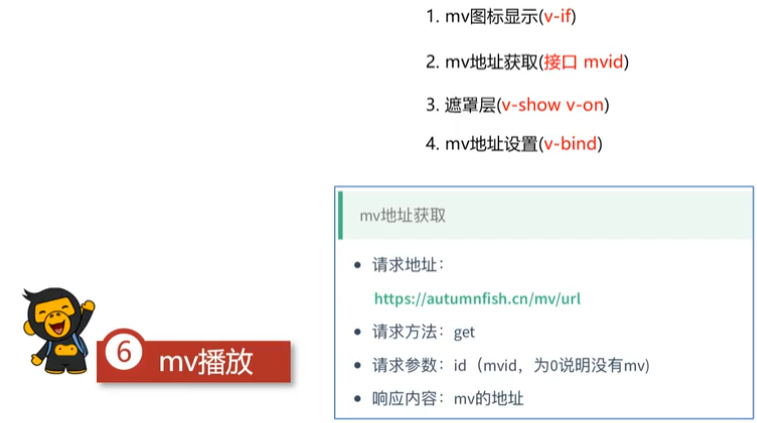 1. mv图标显示(v-if)
2. mv地址获取(接口 mvid)
3. 遮罩层(v-show v-on)
4. mv地址设置(v-bind)
mv地址获取
• 请求地址：
https://autumnfish.cn/mv/url
• 请求方法：get
• 请求参数：id（mvid，为0说明没有mv)
• 响应内容：mv的地址
6 mv播放